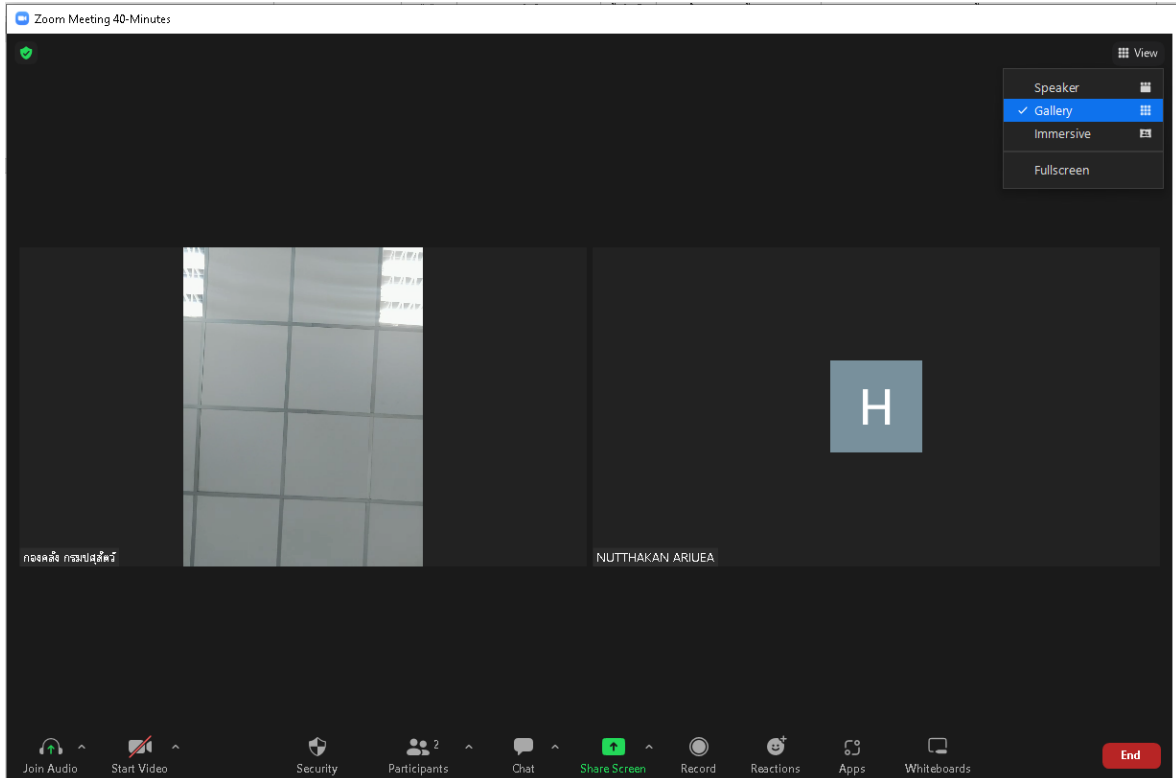 Zoom Meeting 40-Minutes
View
Speaker
Gallery
Immersive
Fullscreen
H
กองคลัง กรมปศุสัตว์
NUTTHAKAN ARIUEA
2
Join Audio
Start Video
Security
Participants
Chat
Share Screen
Record
Reactions
Apps
Whiteboards
End